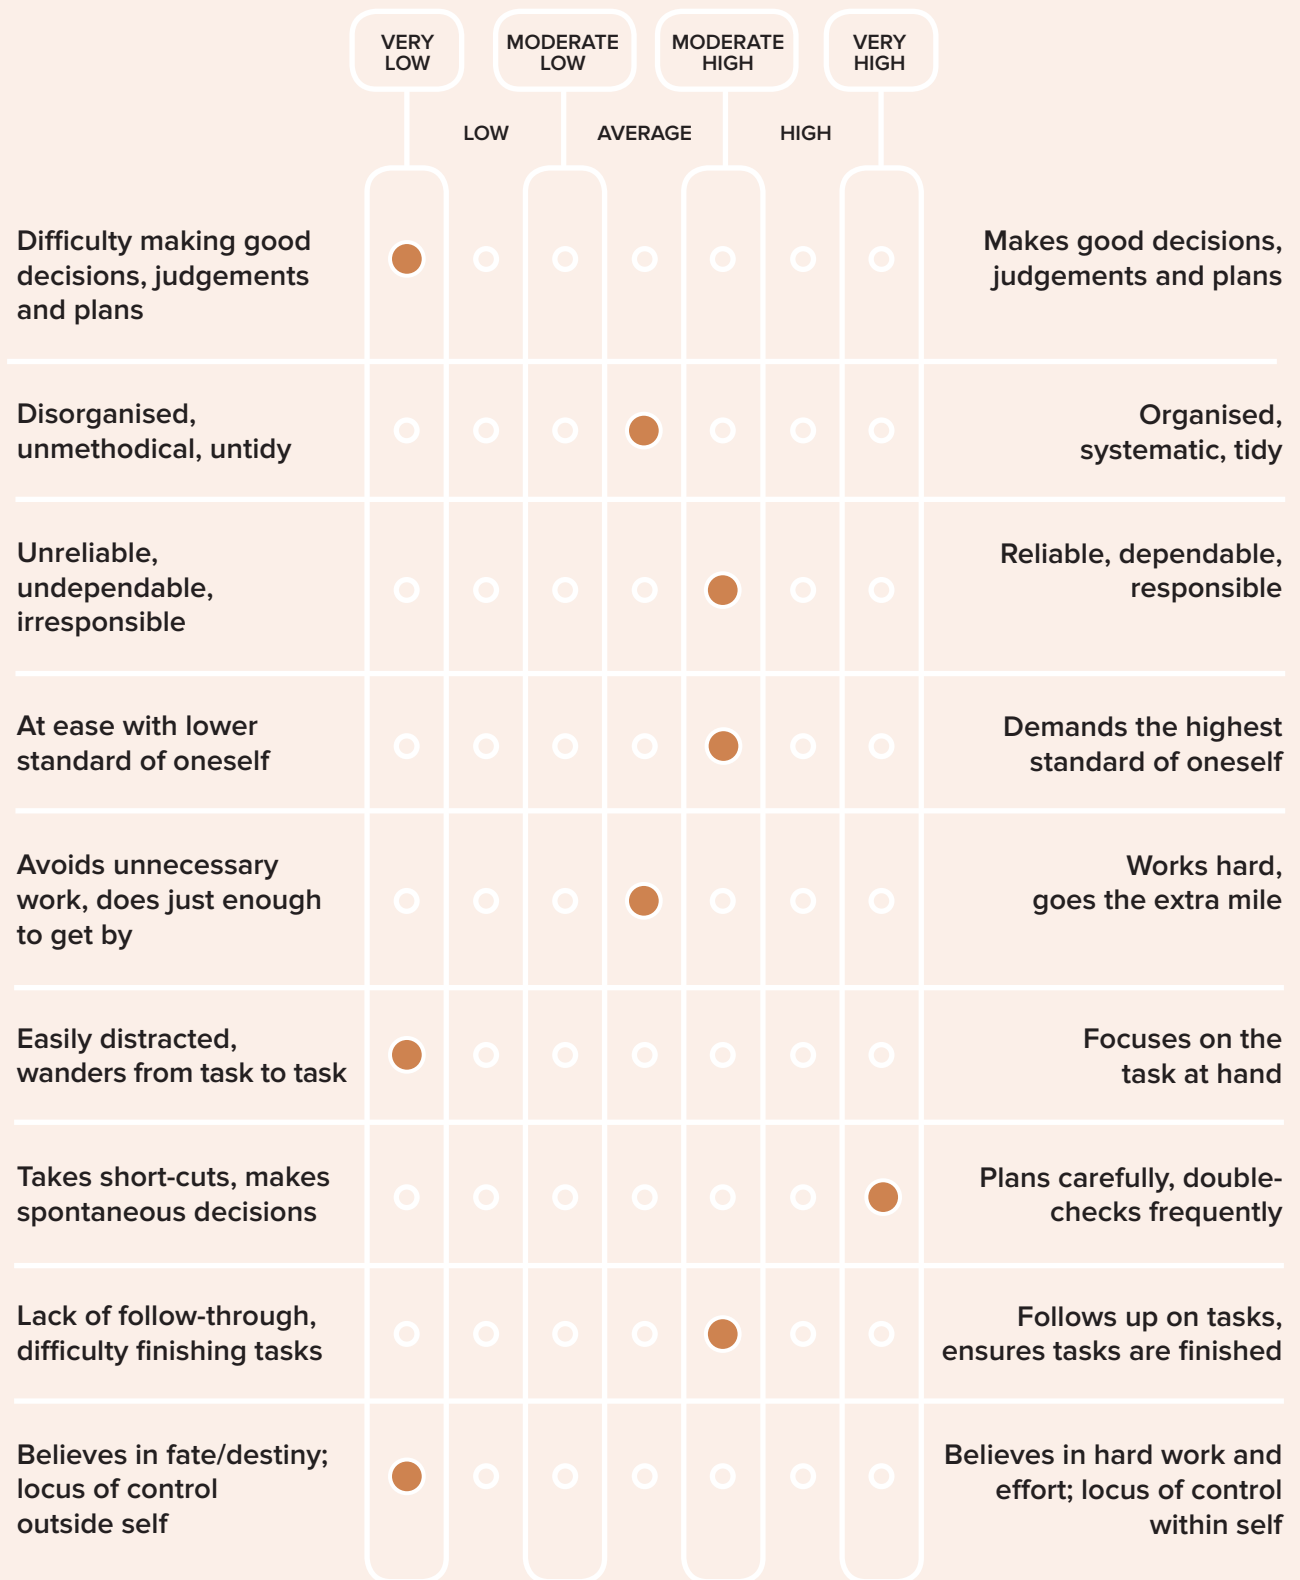 VERY
LOW
MODERATE
LOW
MODERATE
HIGH
VERY
HIGH
LOW
AVERAGE
HIGH
Difficulty making good
decisions, judgements
and plans
Makes good decisions,
judgements and plans
Disorganised,
unmethodical, untidy
Organised,
systematic, tidy
Unreliable,
undependable,
irresponsible
Reliable, dependable,
responsible
At ease with lower
standard of oneself
Demands the highest
standard of oneself
Avoids unnecessary
work, does just enough
to get by
Works hard,
goes the extra mile
Easily distracted,
wanders from task to task
Focuses on the
task at hand
Takes short-cuts, makes
spontaneous decisions
Plans carefully, double-
checks frequently
Lack of follow-through,
difficulty finishing tasks
Follows up on tasks,
ensures tasks are finished
Believes in fate/destiny;
locus of control
outside self
Believes in hard work and
effort; locus of control
within self